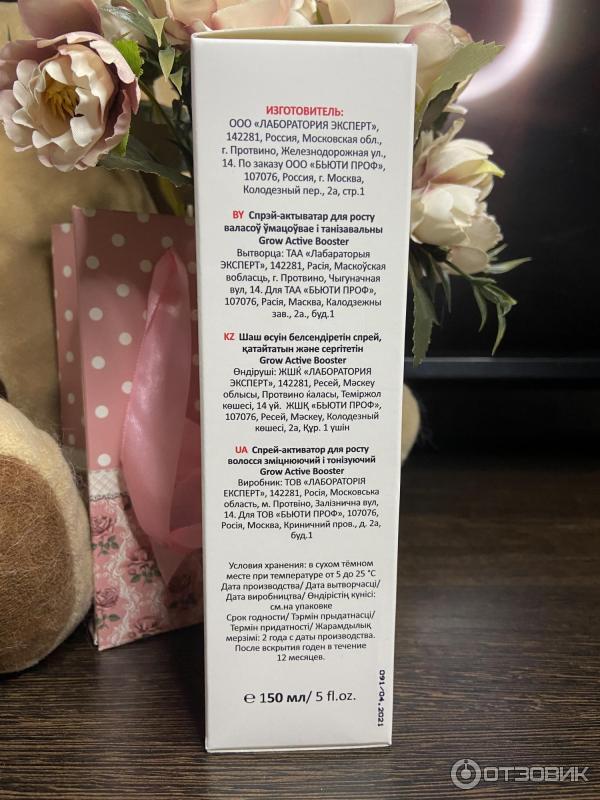 ИЗГОТОВИТЕЛЬ:
ООО «ЛАБОРАТОРИЯ ЭКСПЕРТ»,
142281, Россия, Московская обл.,
г. Протвино, Железнодорожная ул.,
14. По заказу ООО «БЬЮТИ ПРОФ»,
107076, Россия, г. Москва,
Колодезный пер., 2а, стр.1
BY Спрэй-актыватар для росту
валасоў ўмацоўвае і танізавальны
Grow Active Booster
Вытворца: ТАА «Лабараторыя
ЭКСПЕРТ», 142281, Расія, Маскоўская
вобласць, г. Протвино, Чыгуначная
вул, 14. Для ТАА «БЬЮТИ ПРОФ»,
107076, Расія, Масква, Калодзежны
зав., 2а., буд.1
KZ Шаш өсуін белсендіретін спрей,
қатайтатын және сергітетін
Grow Active Booster
Өндіруші: ЖШЌ «ЛАБОРАТОРИЯ
ЭКСПЕРТ», 142281, Ресей, Мәскеу
облысы, Протвино ќаласы, Теміржол
көшесі, 14 үй. ЖШҚ «БЬЮТИ ПРОФ»,
107076, Ресей, Мәскеу, Колодезный
көшесі, 2а, Құр. 1 үшін
UA Спрей-активатор для росту
волосся зміцнюючий і тонізуючий
Grow Active Booster
Виробник: ТОВ «ЛАБОРАТОРІЯ
ЕКСПЕРТ», 142281, Росія, Московська
область, м. Протвіно, Залізнична вул,
14. Для ТОВ «БЬЮТИ ПРОФ», 107076,
Росія, Москва, Криничний пров., д. 2а,
буд.1
Условия хранения: в сухом тёмном
месте при температуре от 5 до 25 °C
Дата производства/ Дата вытворчасці/
Дата виробництва/ Өндірістің күнісі:
см.на упаковке
Срок годности/ Тэрмін прыдатнасці/
Термін придатності/ Жарамдылық
мерзімі: 2 года с даты производства.
После вскрытия годен в течение
12 месяцев.
℮ 150 мл/ 5 fl.oz.
091/04.2021
ОТЗОВИК